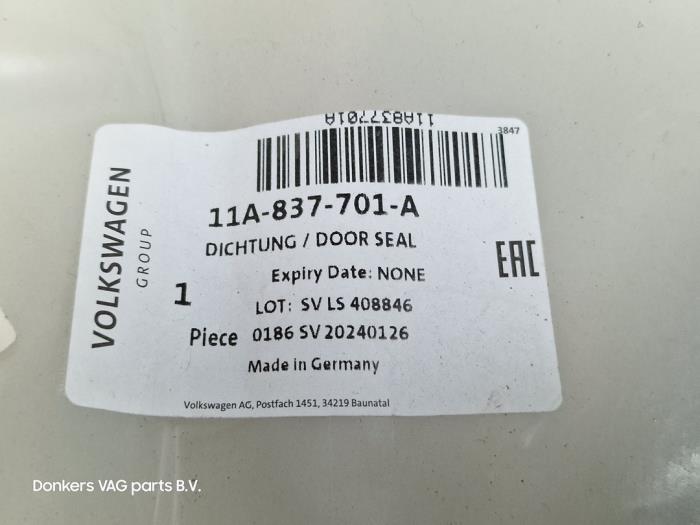 11A837701A
3847
11A-837-701-A
DICHTUNG / DOOR SEAL
Expiry Date: NONE
EAC
VOLKSWAGEN
GROUP
1
LOT: SV LS 408846
Piece 0186 SV 20240126
Made in Germany
Volkswagen AG, Postfach 1451, 34219 Baunatal
Donkers VAG parts B.V.